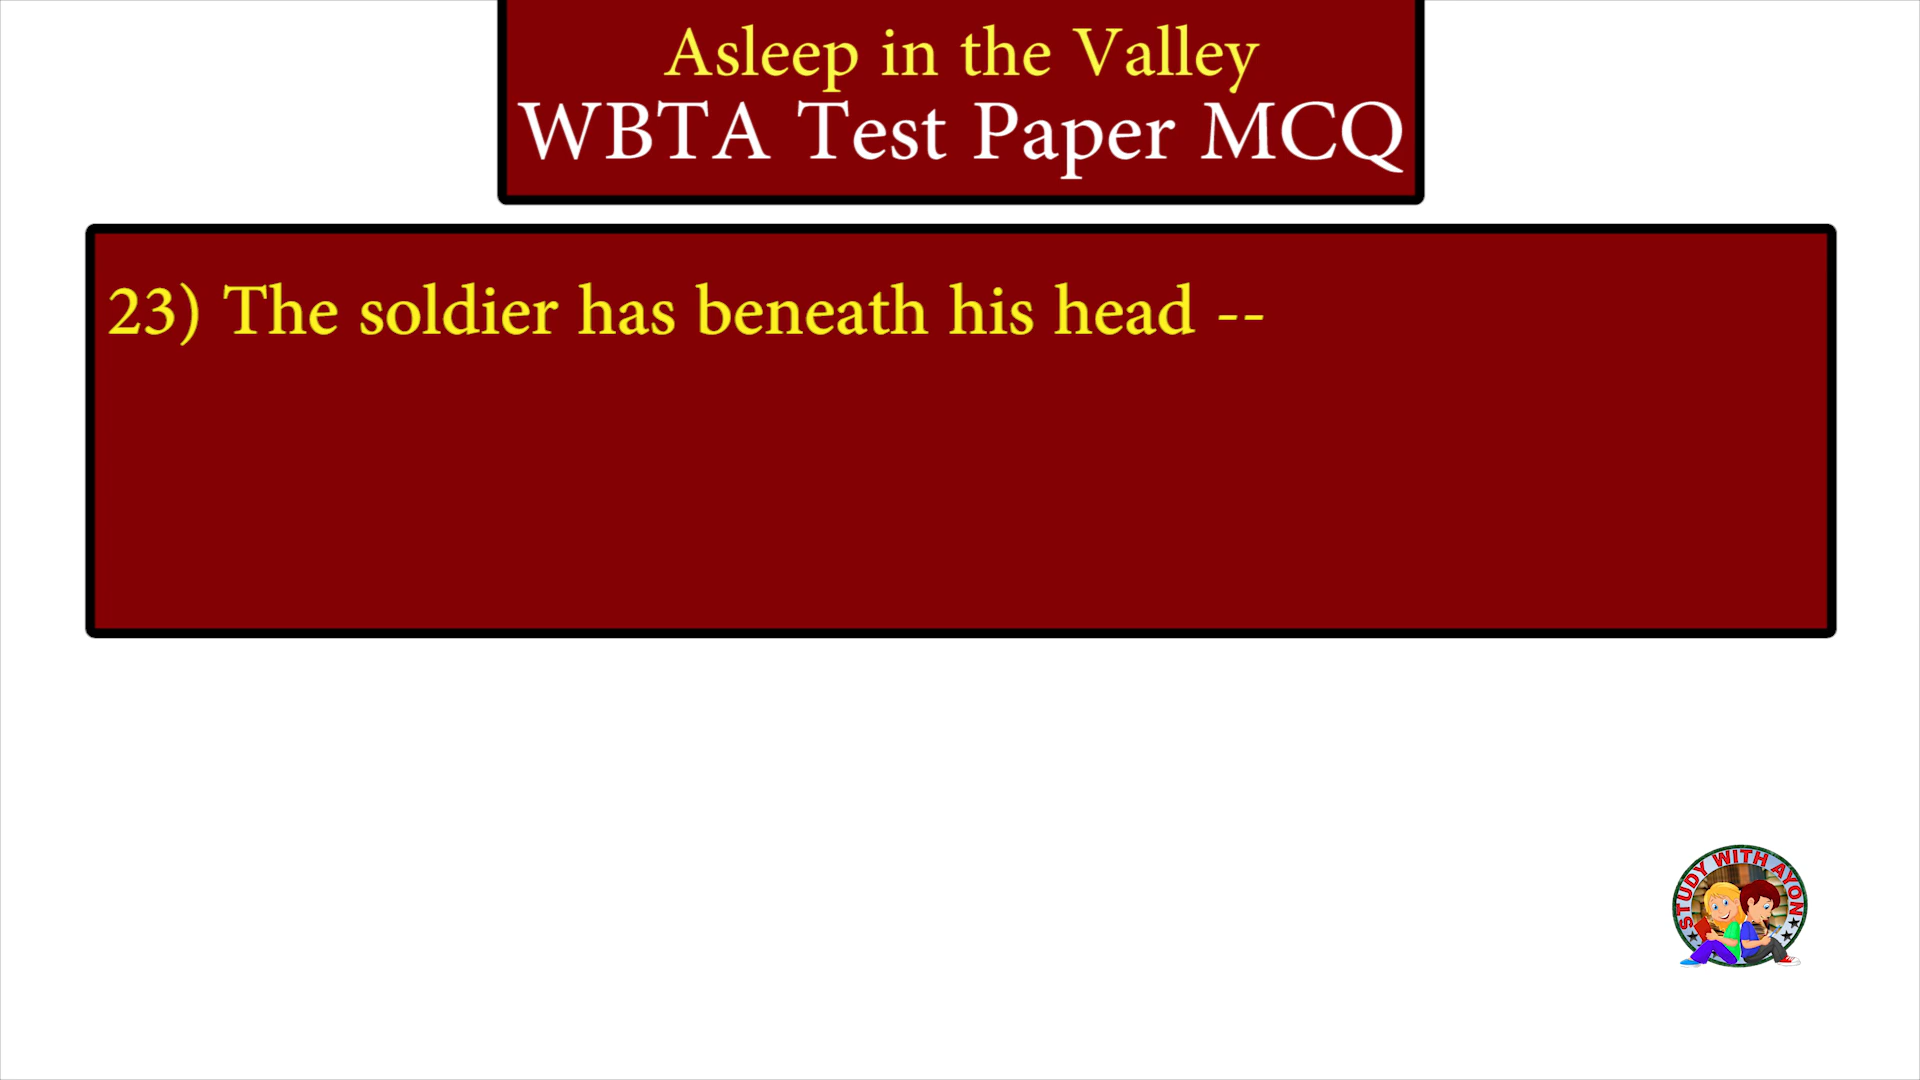 Asleep in the Valley
WBTA Test Paper MCQ
23) The soldier has beneath his head --
STUDY WITH AYON